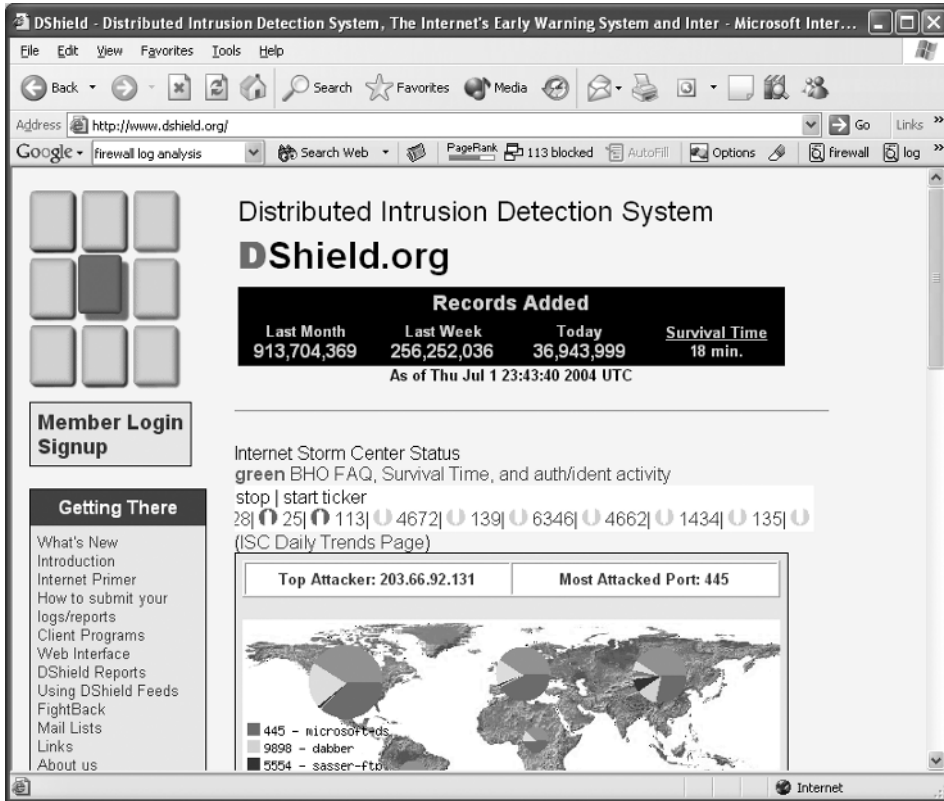 DShield - Distributed Intrusion Detection System, The Internet's Early Warning System and Inter - Microsoft Inter...
File Edit View Favorites Tools Help
Back Search Favorites Media
Address http://www.dshield.org/ Go Links »
Google firewall log analysis Search Web PageRank 113 blocked AutoFill Options firewall log »
Distributed Intrusion Detection System
DShield.org
Records Added
Last Month Last Week Today Survival Time
913,704,369 256,252,036 36,943,999 18 min.
As of Thu Jul 1 23:43:40 2004 UTC
Member Login
Signup
Getting There
What's New
Introduction
Internet Primer
How to submit your
logs/reports
Client Programs
Web Interface
DShield Reports
Using DShield Feeds
FightBack
Mail Lists
Links
About us
Internet Storm Center Status
green BHO FAQ, Survival Time, and auth/ident activity
stop | start ticker
28| 25| 113| 4672| 139| 6346| 4662| 1434| 135|
(ISC Daily Trends Page)
Top Attacker: 203.66.92.131 Most Attacked Port: 445
445 - microsoft-ds
9898 - dabber
5554 - sasser-ftp
Internet